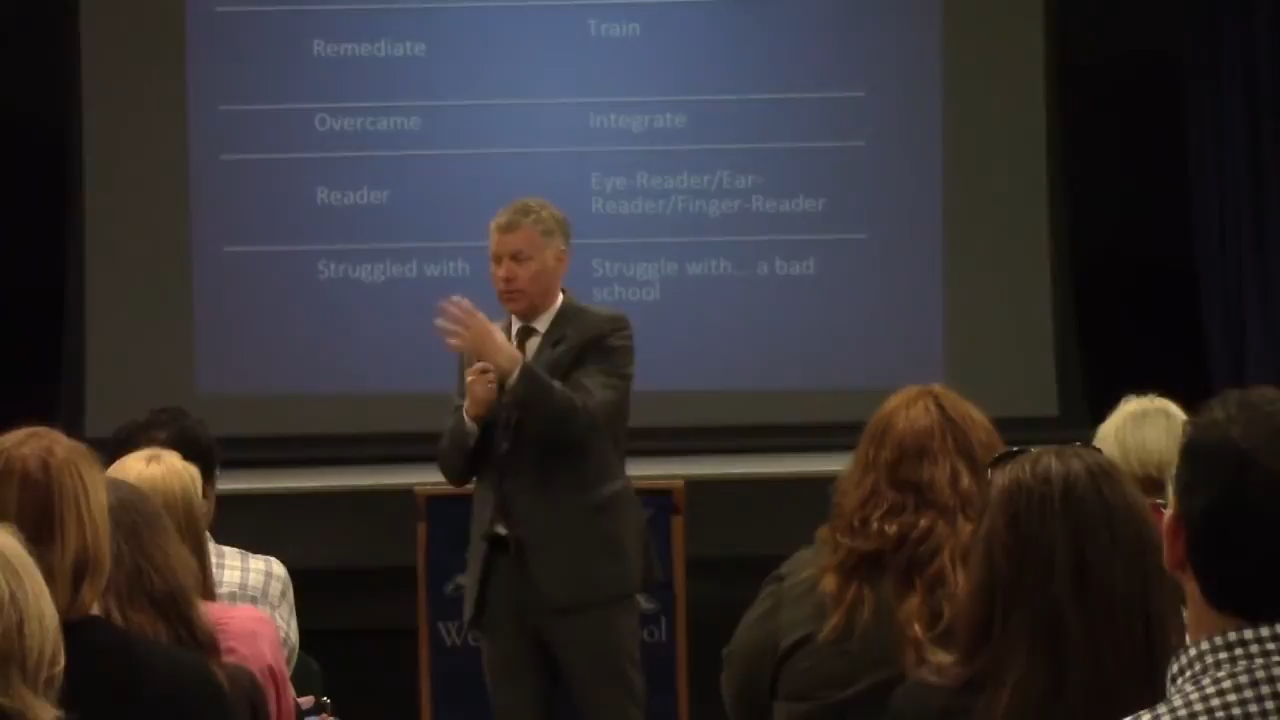 Train
Remediate
Overcame
Integrate
Reader
Eye-Reader/Ear-
Reader/Finger-Reader
Struggled with
Struggle with... a bad
school